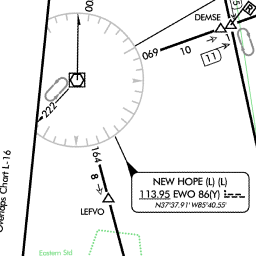 00
DEMSE
R
069
10
11
222
164
8
LEFVO
NEW HOPE (L) (L)
113.95 EWO 86(Y)
N37°37.91' W85°40.55'
Overlaps Chart L-16
Eastern Std